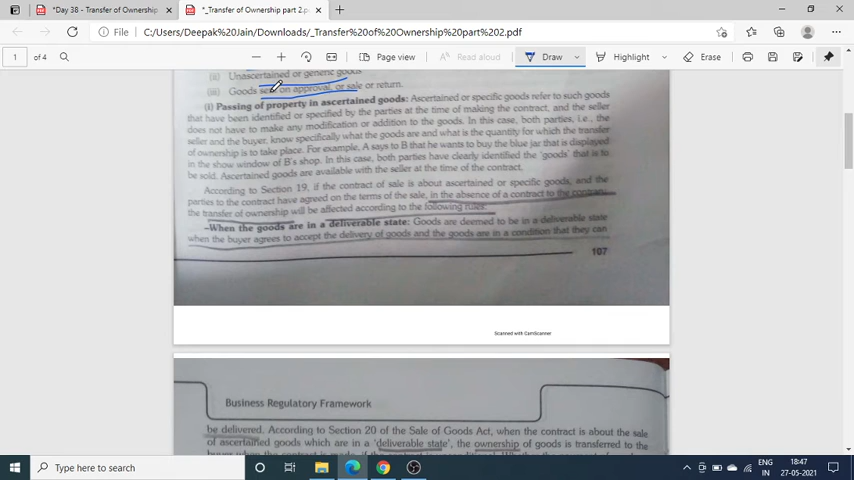 *Day 38 - Transfer of Ownership
*_Transfer of Ownership part 2.p
File C:/Users/Deepak%20Jain/Downloads/_Transfer%20of%20Ownership%20part%202.pdf
1 of 4 Page view Read aloud Draw Highlight Erase
(ii) Unascertained or generic goods
(iii) Goods sent on approval, or sale or return.
(i) Passing of property in ascertained goods: Ascertained or specific goods refer to such goods
that have been identified or specified by the parties at the time of making the contract, and the seller
does not have to make any modification or addition to the goods. In this case, both parties, i.e., the
seller and the buyer, know specifically what the goods are and what is the quantity for which the transfer
of ownership is to take place. For example, A says to B that he wants to buy the blue jar that is displayed
in the show window of B's shop. In this case, both parties have clearly identified the 'goods' that is to
be sold. Ascertained goods are available with the seller at the time of the contract.
According to Section 19, if the contract of sale is about ascertained or specific goods, and the
parties to the contract have agreed on the terms of the sale, in the absence of a contract to the contrary,
the transfer of ownership will be affected according to the following rules:
–When the goods are in a deliverable state: Goods are deemed to be in a deliverable state
when the buyer agrees to accept the delivery of goods and the goods are in a condition that they can
107
Scanned with CamScanner
Business Regulatory Framework
be delivered. According to Section 20 of the Sale of Goods Act, when the contract is about the sale
of ascertained goods which are in a 'deliverable state', the ownership of goods is transferred to the
Type here to search
ENG
IN
18:47
27-05-2021